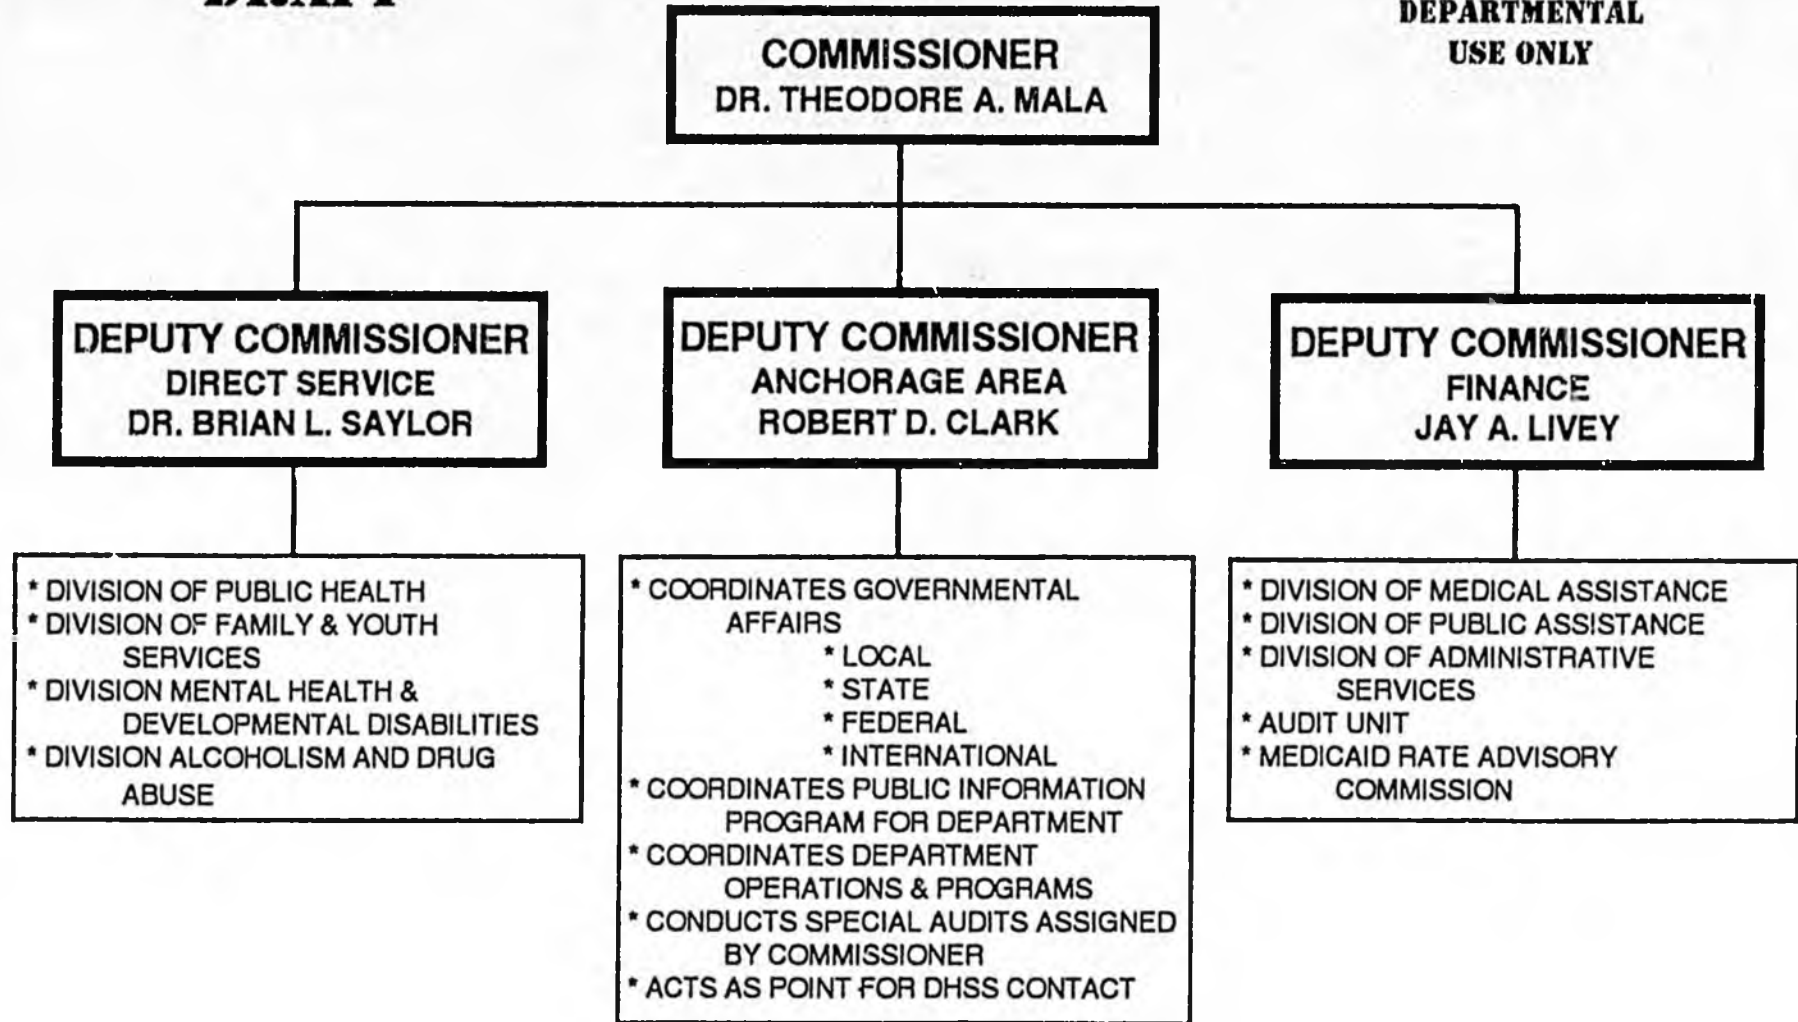 DRAFT
DEPARTMENTAL
USE ONLY
COMMISSIONER
DR. THEODORE A. MALA
DEPUTY COMMISSIONER
DIRECT SERVICE
DR. BRIAN L. SAYLOR
* DIVISION OF PUBLIC HEALTH
* DIVISION OF FAMILY & YOUTH
SERVICES
* DIVISION MENTAL HEALTH &
DEVELOPMENTAL DISABILITIES
* DIVISION ALCOHOLISM AND DRUG
ABUSE
DEPUTY COMMISSIONER
ANCHORAGE AREA
ROBERT D. CLARK
* COORDINATES GOVERNMENTAL
AFFAIRS
* LOCAL
* STATE
* FEDERAL
* INTERNATIONAL
* COORDINATES PUBLIC INFORMATION
PROGRAM FOR DEPARTMENT
* COORDINATES DEPARTMENT
OPERATIONS & PROGRAMS
* CONDUCTS SPECIAL AUDITS ASSIGNED
BY COMMISSIONER
* ACTS AS POINT FOR DHSS CONTACT
DEPUTY COMMISSIONER
FINANCE
JAY A. LIVEY
* DIVISION OF MEDICAL ASSISTANCE
* DIVISION OF PUBLIC ASSISTANCE
* DIVISION OF ADMINISTRATIVE
SERVICES
* AUDIT UNIT
* MEDICAID RATE ADVISORY
COMMISSION